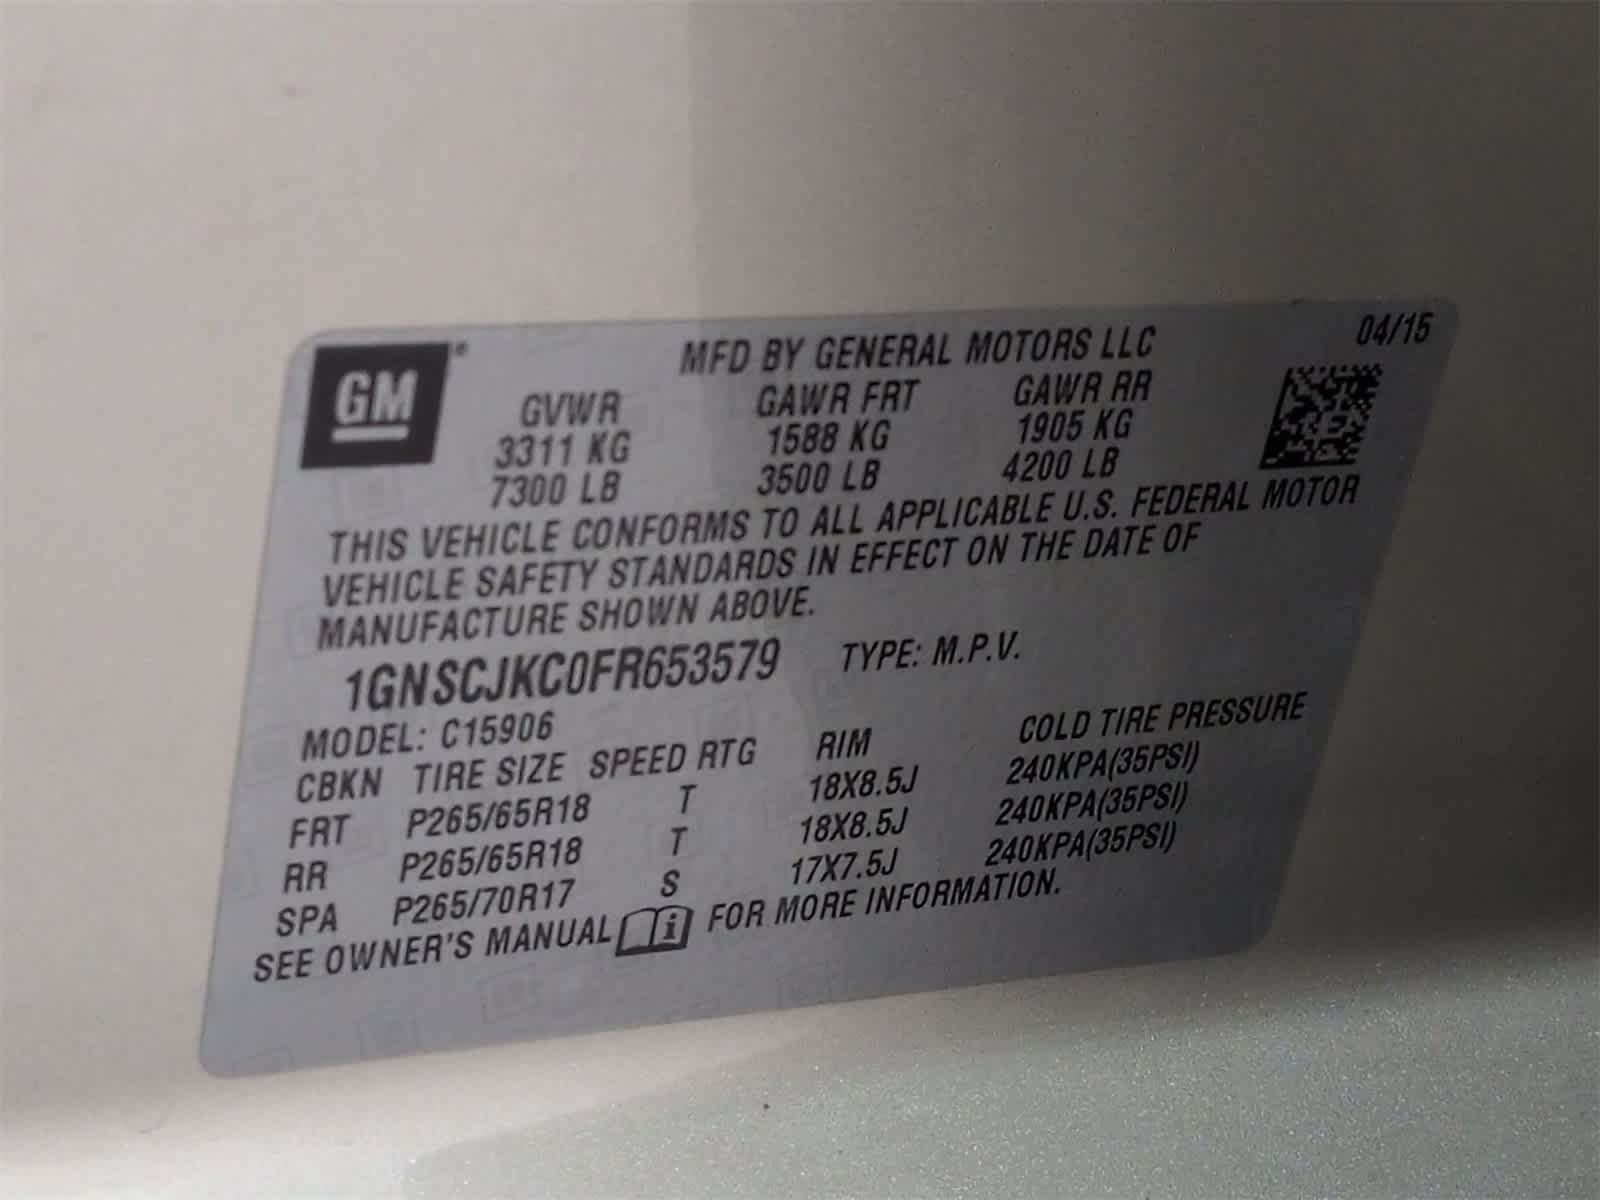 GM
MFD BY GENERAL MOTORS LLC 04/15
GVWR GAWR FRT GAWR RR
3311 KG 1588 KG 1905 KG
7300 LB 3500 LB 4200 LB
THIS VEHICLE CONFORMS TO ALL APPLICABLE U.S. FEDERAL MOTOR
VEHICLE SAFETY STANDARDS IN EFFECT ON THE DATE OF
MANUFACTURE SHOWN ABOVE.
1GNSCJKC0FR653579 TYPE: M.P.V.
MODEL: C15906
CBKN TIRE SIZE SPEED RTG RIM COLD TIRE PRESSURE
FRT P265/65R18 T 18X8.5J 240KPA(35PSI)
RR P265/65R18 T 18X8.5J 240KPA(35PSI)
SPA P265/70R17 S 17X7.5J 240KPA(35PSI)
SEE OWNER'S MANUAL i FOR MORE INFORMATION.